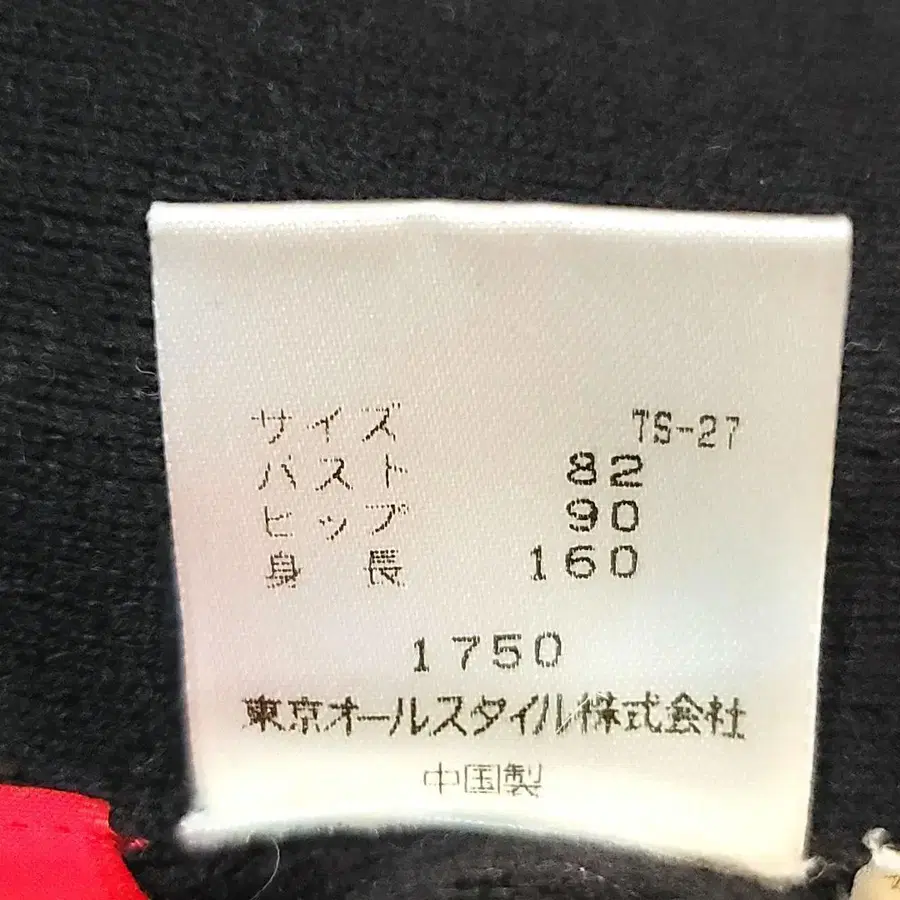 サイズ TS-27
バスト 82
ヒップ 90
身長 160
1750
東京オールスタイル株式会社
中国製